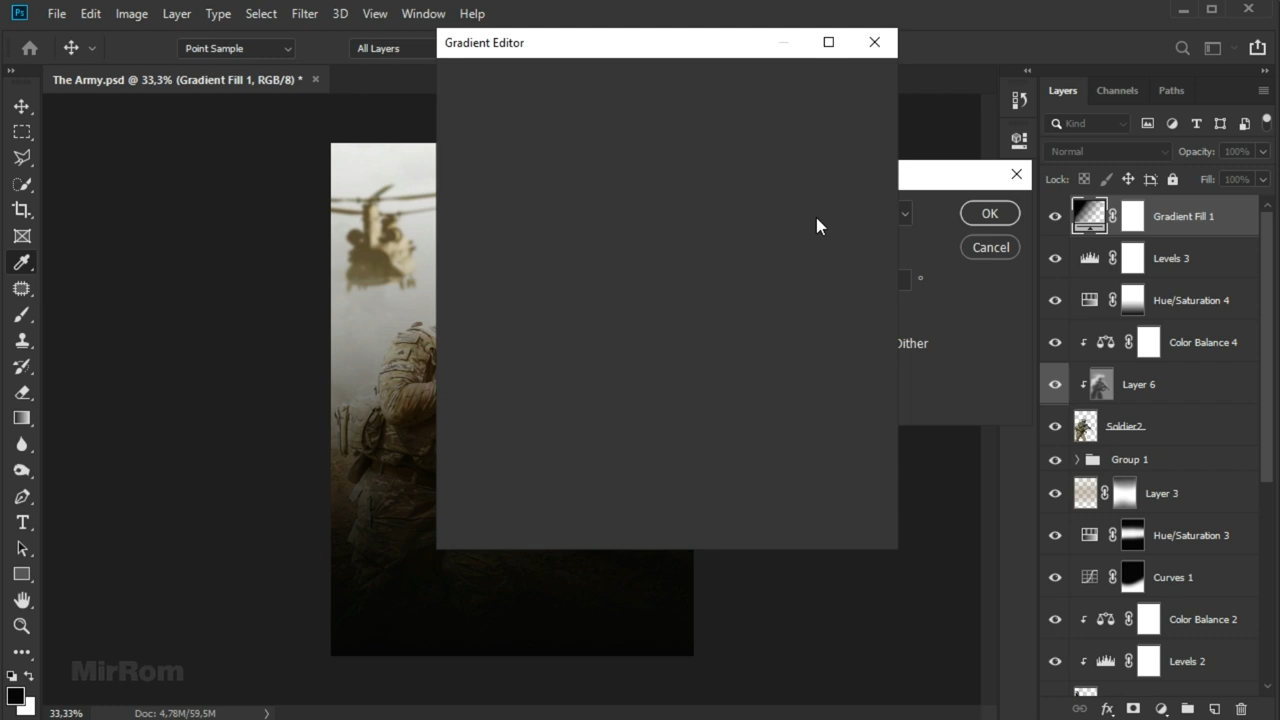 Ps File Edit Image Layer Type Select Filter 3D View Window Help
Gradient Editor
Point Sample All Layers
The Army.psd @ 33,3% (Gradient Fill 1, RGB/8) *
Layers Channels Paths
Kind
Normal Opacity: 100%
Lock: Fill: 100%
OK
Cancel
°
Dither
Gradient Fill 1
Levels 3
Hue/Saturation 4
Color Balance 4
Layer 6
Soldier2
Group 1
Layer 3
Hue/Saturation 3
Curves 1
Color Balance 2
Levels 2
MirRom
33,33% Doc: 4,78M/59,5M